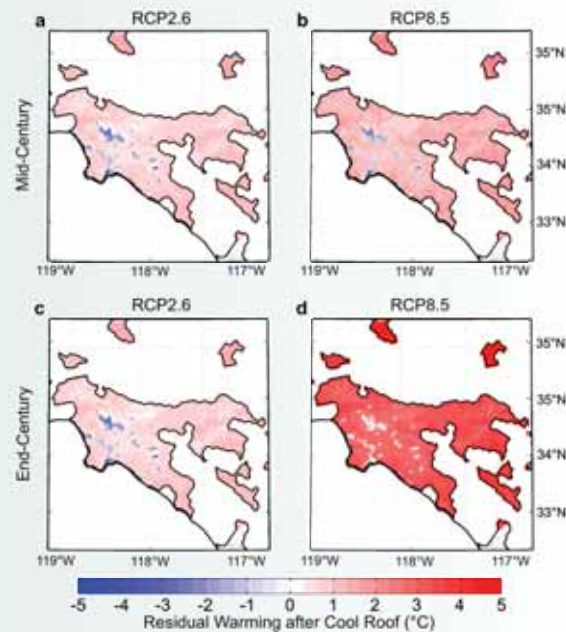 a RCP2.6 b RCP8.5
35°N
35°N
34°N
33°N
Mid-Century
119°W 118°W 117°W 119°W 118°W 117°W
c RCP2.6 d RCP8.5
35°N
35°N
34°N
33°N
End-Century
119°W 118°W 117°W 119°W 118°W 117°W
-5 -4 -3 -2 -1 0 1 2 3 4 5
Residual Warming after Cool Roof (°C)